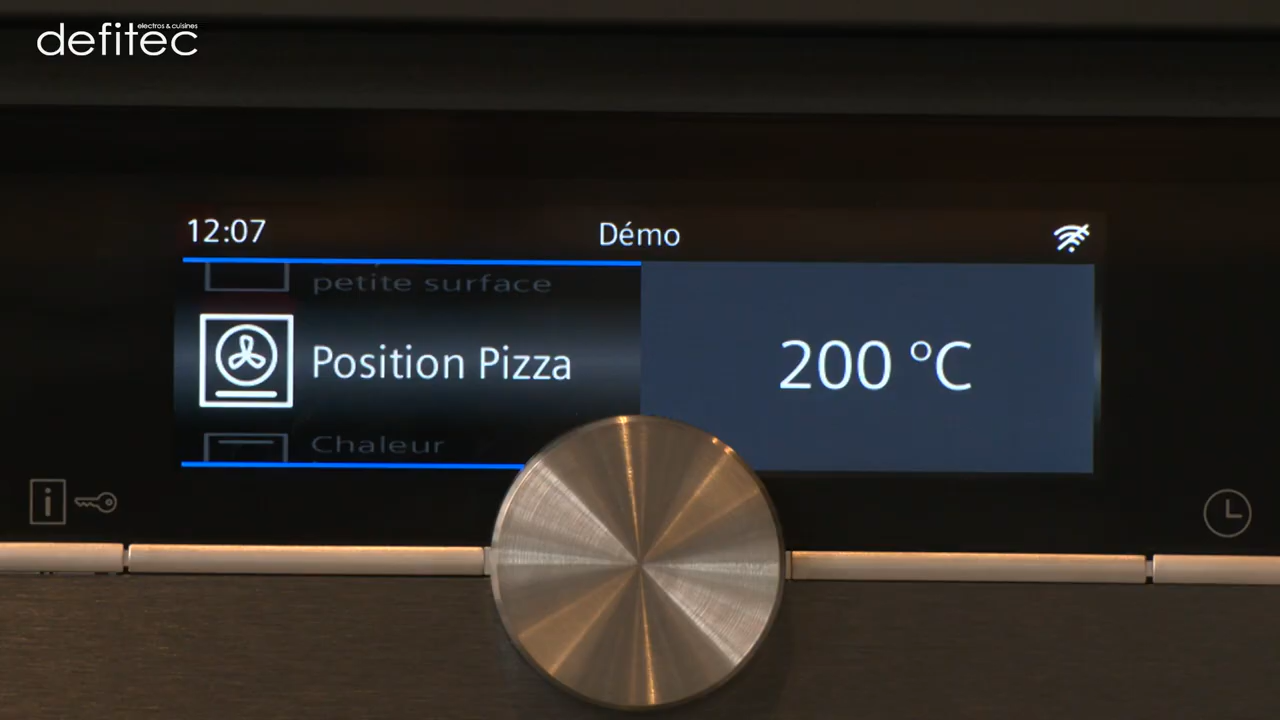 electros & cuisines
defitec
12:07
Démo
petite surface
Position Pizza
200 °C
Chaleur
i